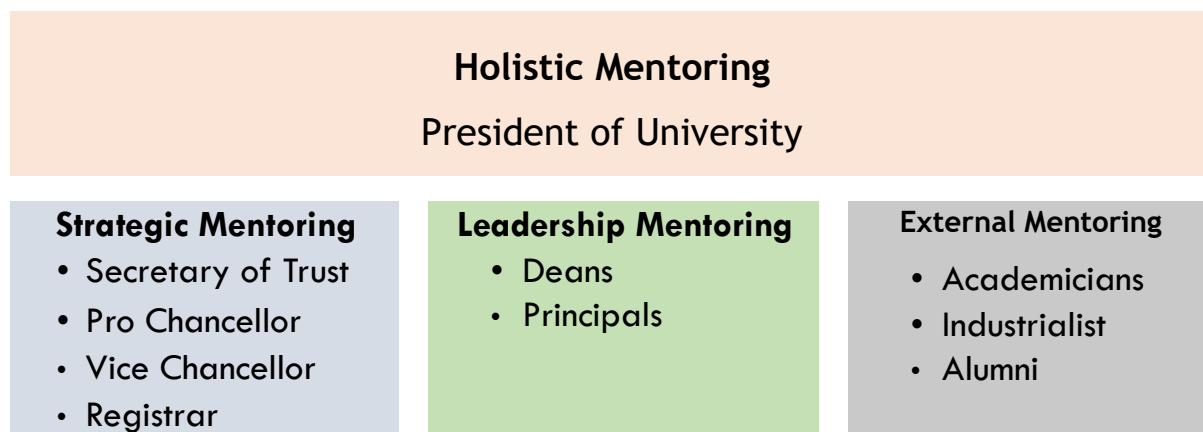 Holistic Mentoring
President of University
Strategic Mentoring
• Secretary of Trust
• Pro Chancellor
• Vice Chancellor
• Registrar
Leadership Mentoring
• Deans
• Principals
External Mentoring
• Academicians
• Industrialist
• Alumni